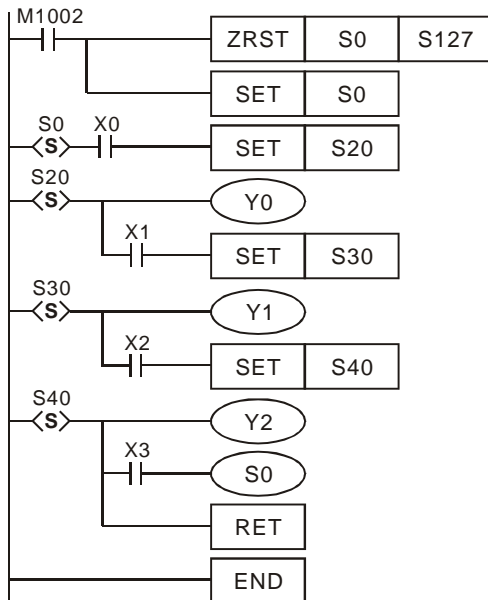 M1002
ZRST S0 S127
SET S0
S0 X0
S SET S20
S20
S Y0
X1
SET S30
S30
S Y1
X2
SET S40
S40
S Y2
X3
S0
RET
END